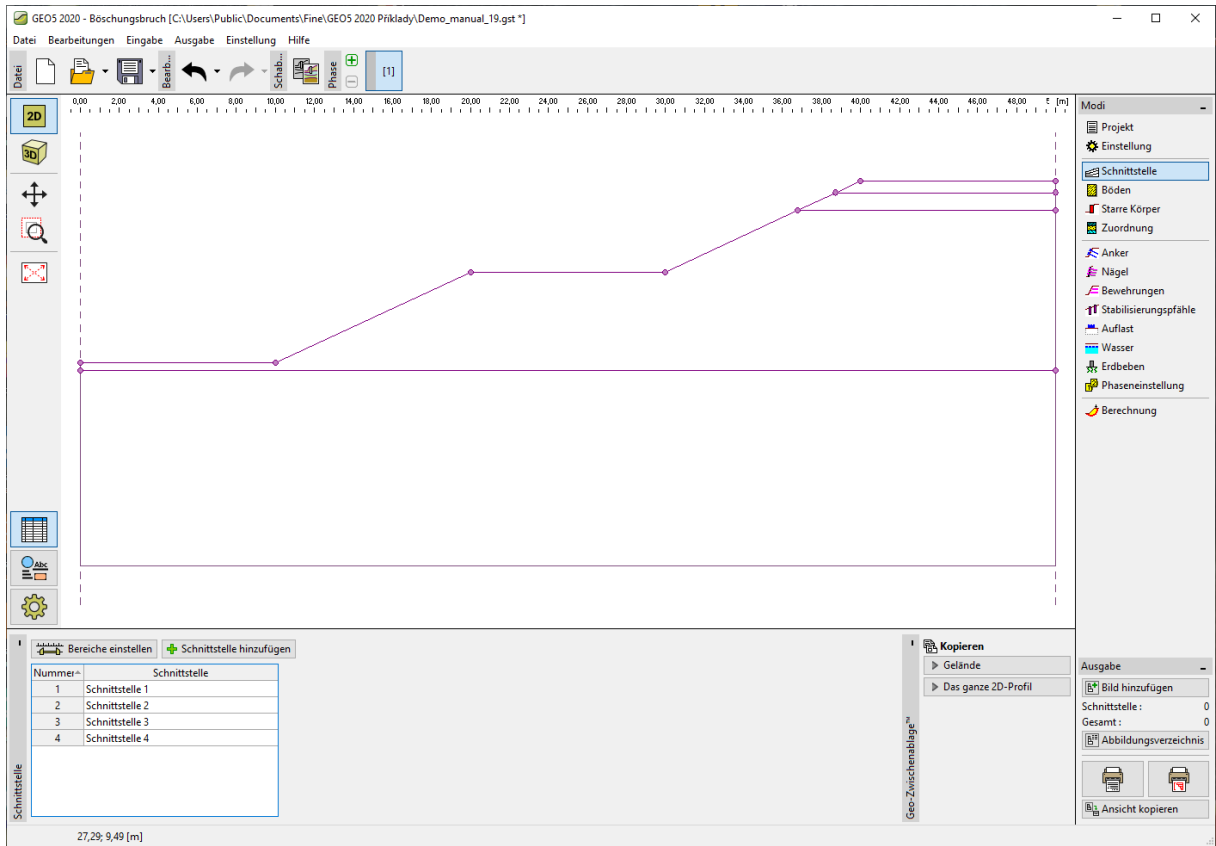 GEO5 2020 - Böschungsbruch [C:\Users\Public\Documents\Fine\GEO5 2020 Příklady\Demo_manual_19.gst *]
Datei Bearbeitungen Eingabe Ausgabe Einstellung Hilfe
Datei
Bearb...
Schab...
Phase
[1]
2D
3D
0,00 2,00 4,00 6,00 8,00 10,00 12,00 14,00 16,00 18,00 20,00 22,00 24,00 26,00 28,00 30,00 32,00 34,00 36,00 38,00 40,00 42,00 44,00 46,00 48,00 [m]
Modi
Projekt
Einstellung
Schnittstelle
Böden
Starre Körper
Zuordnung
Anker
Nägel
Bewehrungen
Stabilisierungspfähle
Auflast
Wasser
Erdbeben
Phaseneinstellung
Berechnung
Abc
Schnittstelle
Bereiche einstellen Schnittstelle hinzufügen
Nummer Schnittstelle
1 Schnittstelle 1
2 Schnittstelle 2
3 Schnittstelle 3
4 Schnittstelle 4
Geo-Zwischenablage™
Kopieren
Gelände
Das ganze 2D-Profil
Ausgabe
Bild hinzufügen
Schnittstelle : 0
Gesamt : 0
Abbildungsverzeichnis
Ansicht kopieren
27,29; 9,49 [m]